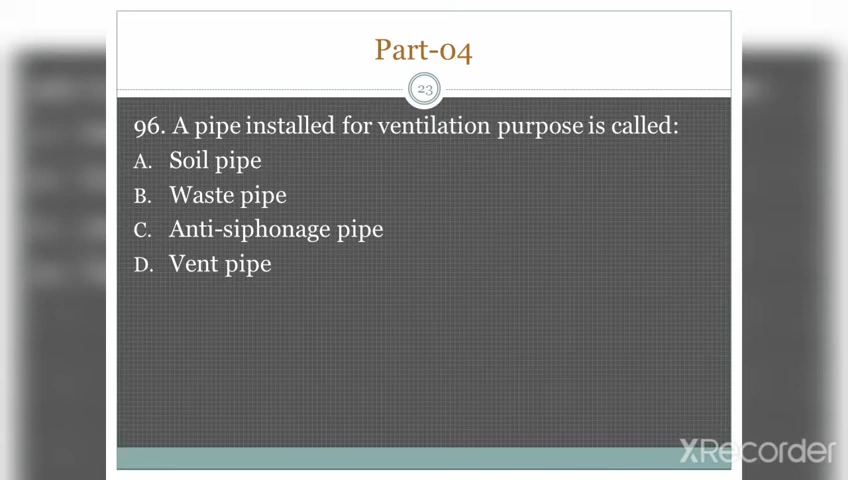 Part-04
23
96. A pipe installed for ventilation purpose is called:
A. Soil pipe
B. Waste pipe
C. Anti-siphonage pipe
D. Vent pipe
XRecorder